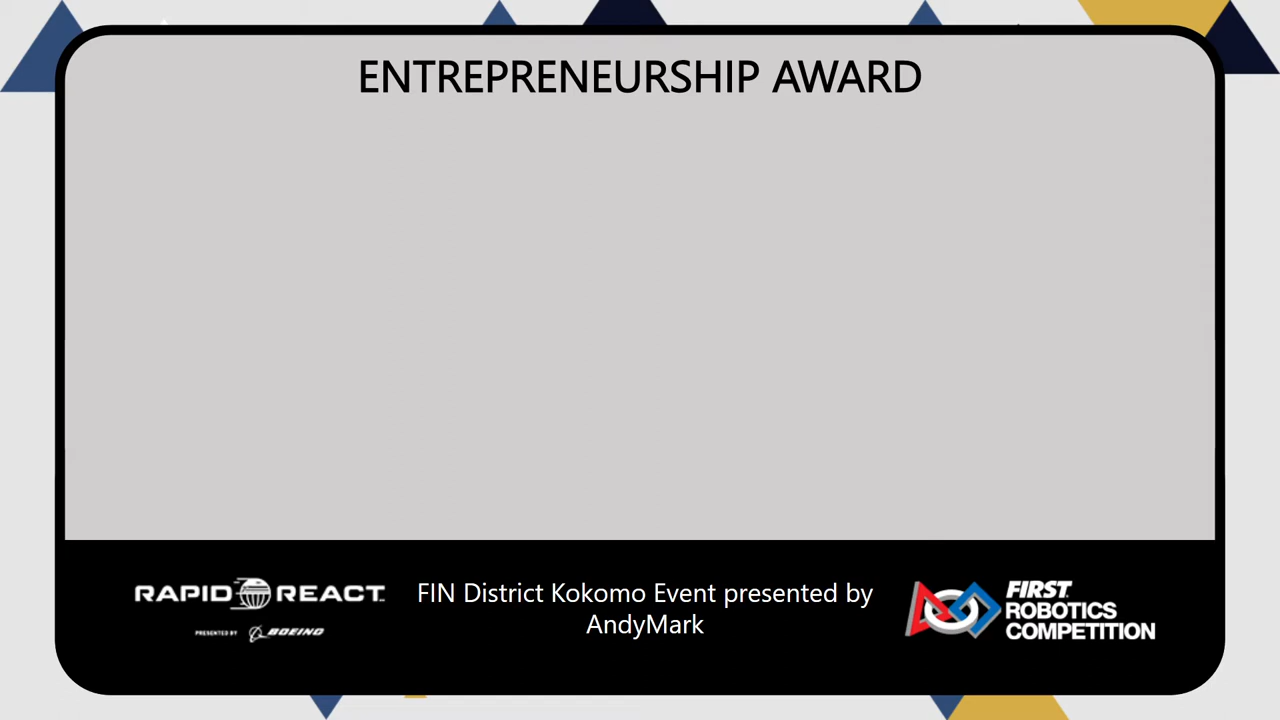 ENTREPRENEURSHIP AWARD
RAPID REACT
PRESENTED BY BOEING
FIN District Kokomo Event presented by
AndyMark
FIRST
ROBOTICS
COMPETITION